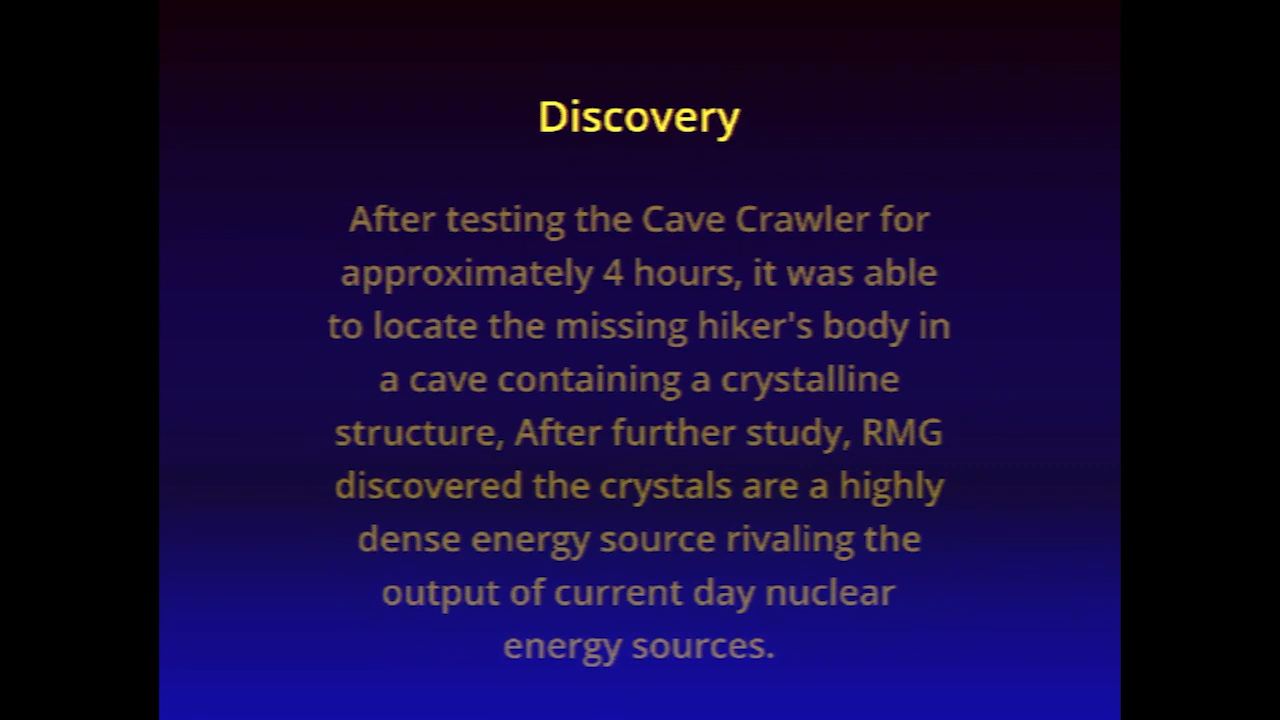 Discovery
After testing the Cave Crawler for
approximately 4 hours, it was able
to locate the missing hiker's body in
a cave containing a crystalline
structure, After further study, RMG
discovered the crystals are a highly
dense energy source rivaling the
output of current day nuclear
energy sources.